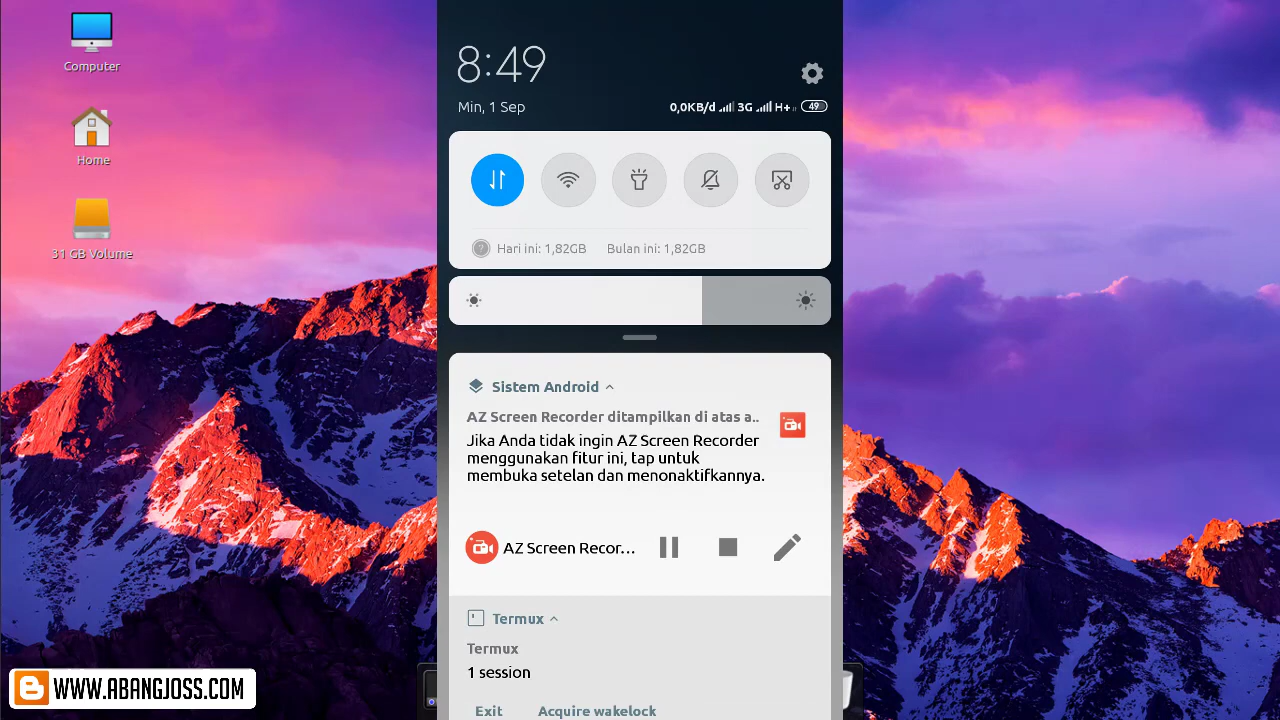 Computer
Home
31 GB Volume
8:49
Min, 1 Sep
0,0KB/d 3G H+ 49
Hari ini: 1,82GB Bulan ini: 1,82GB
Sistem Android
AZ Screen Recorder ditampilkan di atas a..
Jika Anda tidak ingin AZ Screen Recorder
menggunakan fitur ini, tap untuk
membuka setelan dan menonaktifkannya.
AZ Screen Recor...
Termux
Termux
1 session
Exit Acquire wakelock
WWW.ABANGJOSS.COM